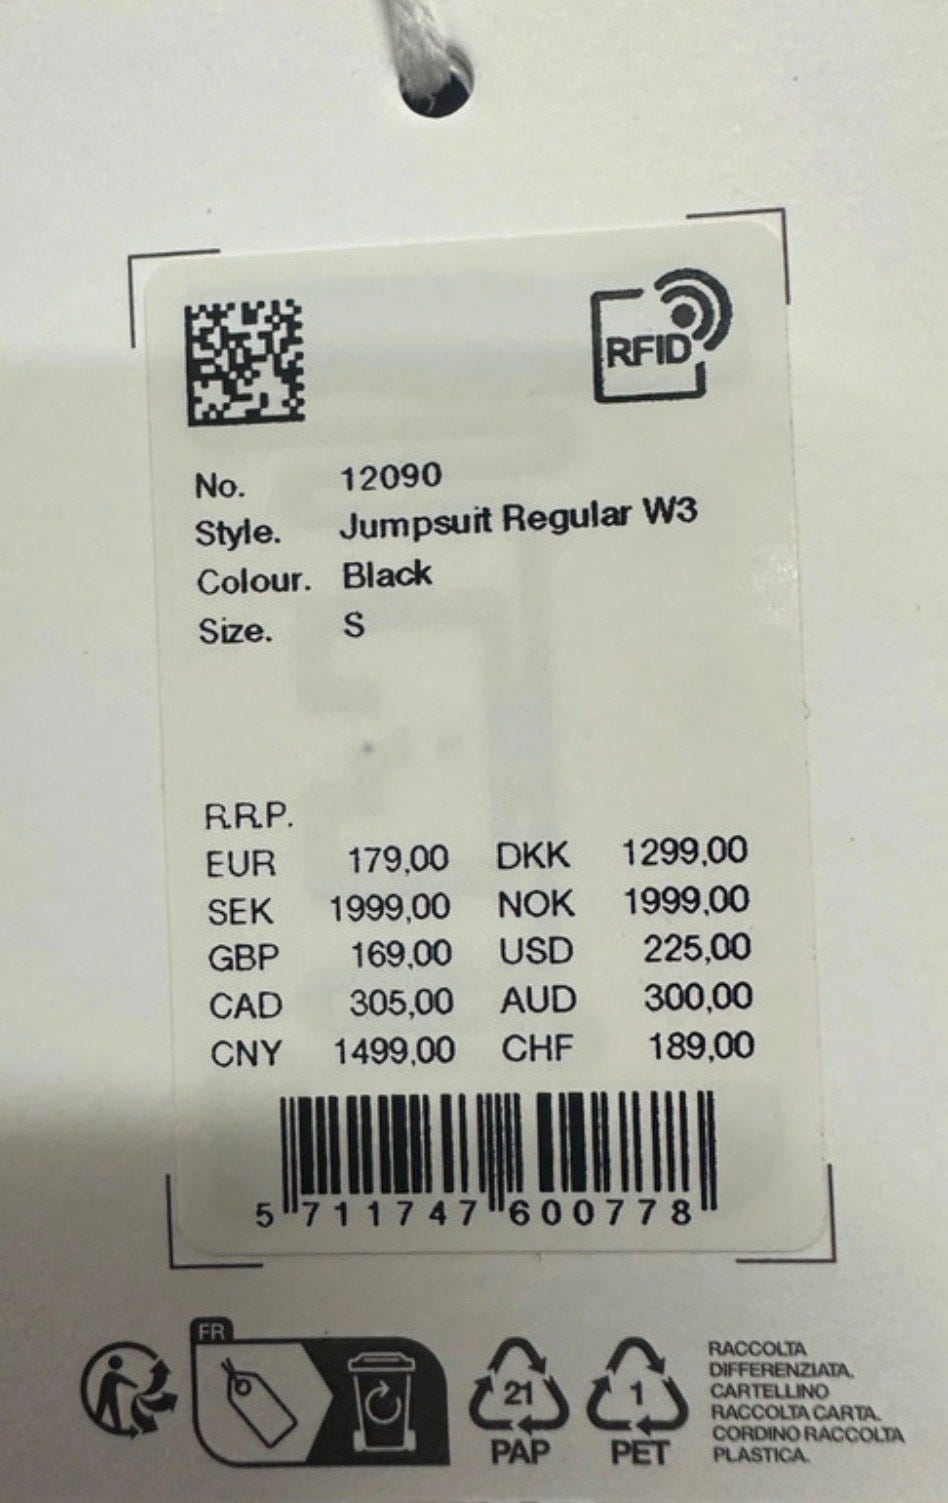 RFID
No. 12090
Style. Jumpsuit Regular W3
Colour. Black
Size. S
R.R.P.
EUR 179,00 DKK 1299,00
SEK 1999,00 NOK 1999,00
GBP 169,00 USD 225,00
CAD 305,00 AUD 300,00
CNY 1499,00 CHF 189,00
5 711747 600778
FR
21
PAP
1
PET
RACCOLTA
DIFFERENZIATA.
CARTELLINO
RACCOLTA CARTA.
CORDINO RACCOLTA
PLASTICA.